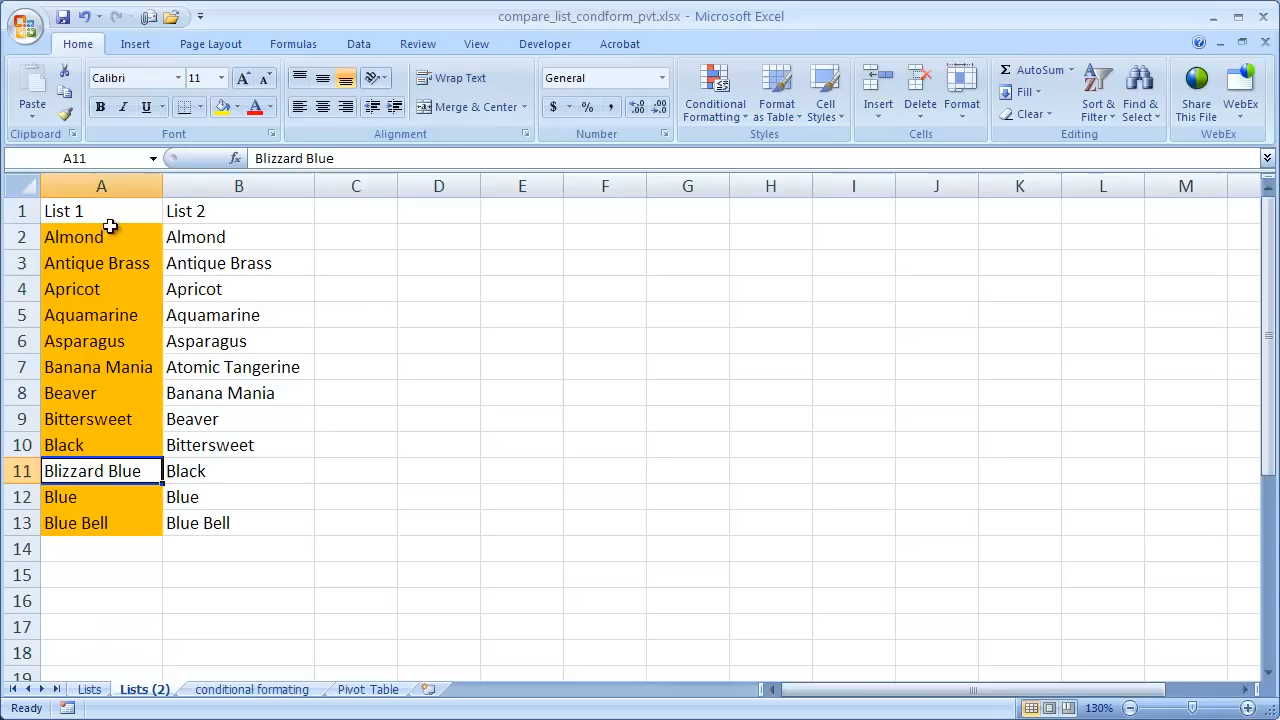 compare_list_condform_pvt.xlsx - Microsoft Excel
Home Insert Page Layout Formulas Data Review View Developer Acrobat
Paste
Clipboard
Calibri 11 A A
B I U A
Font
Wrap Text
Merge & Center
Alignment
General
$ % ,
Number
Conditional Formatting
Format as Table
Cell Styles
Styles
Insert Delete Format
Cells
Σ AutoSum
Fill
Clear
Sort & Filter
Find & Select
Editing
Share This File
WebEx
WebEx
A11 fx Blizzard Blue
A B C D E F G H I J K L M
1 List 1 List 2
2 Almond Almond
3 Antique Brass Antique Brass
4 Apricot Apricot
5 Aquamarine Aquamarine
6 Asparagus Asparagus
7 Banana Mania Atomic Tangerine
8 Beaver Banana Mania
9 Bittersweet Beaver
10 Black Bittersweet
11 Blizzard Blue Black
12 Blue Blue
13 Blue Bell Blue Bell
14
15
16
17
18
19
Lists Lists (2) conditional formating Pivot Table
Ready 130%